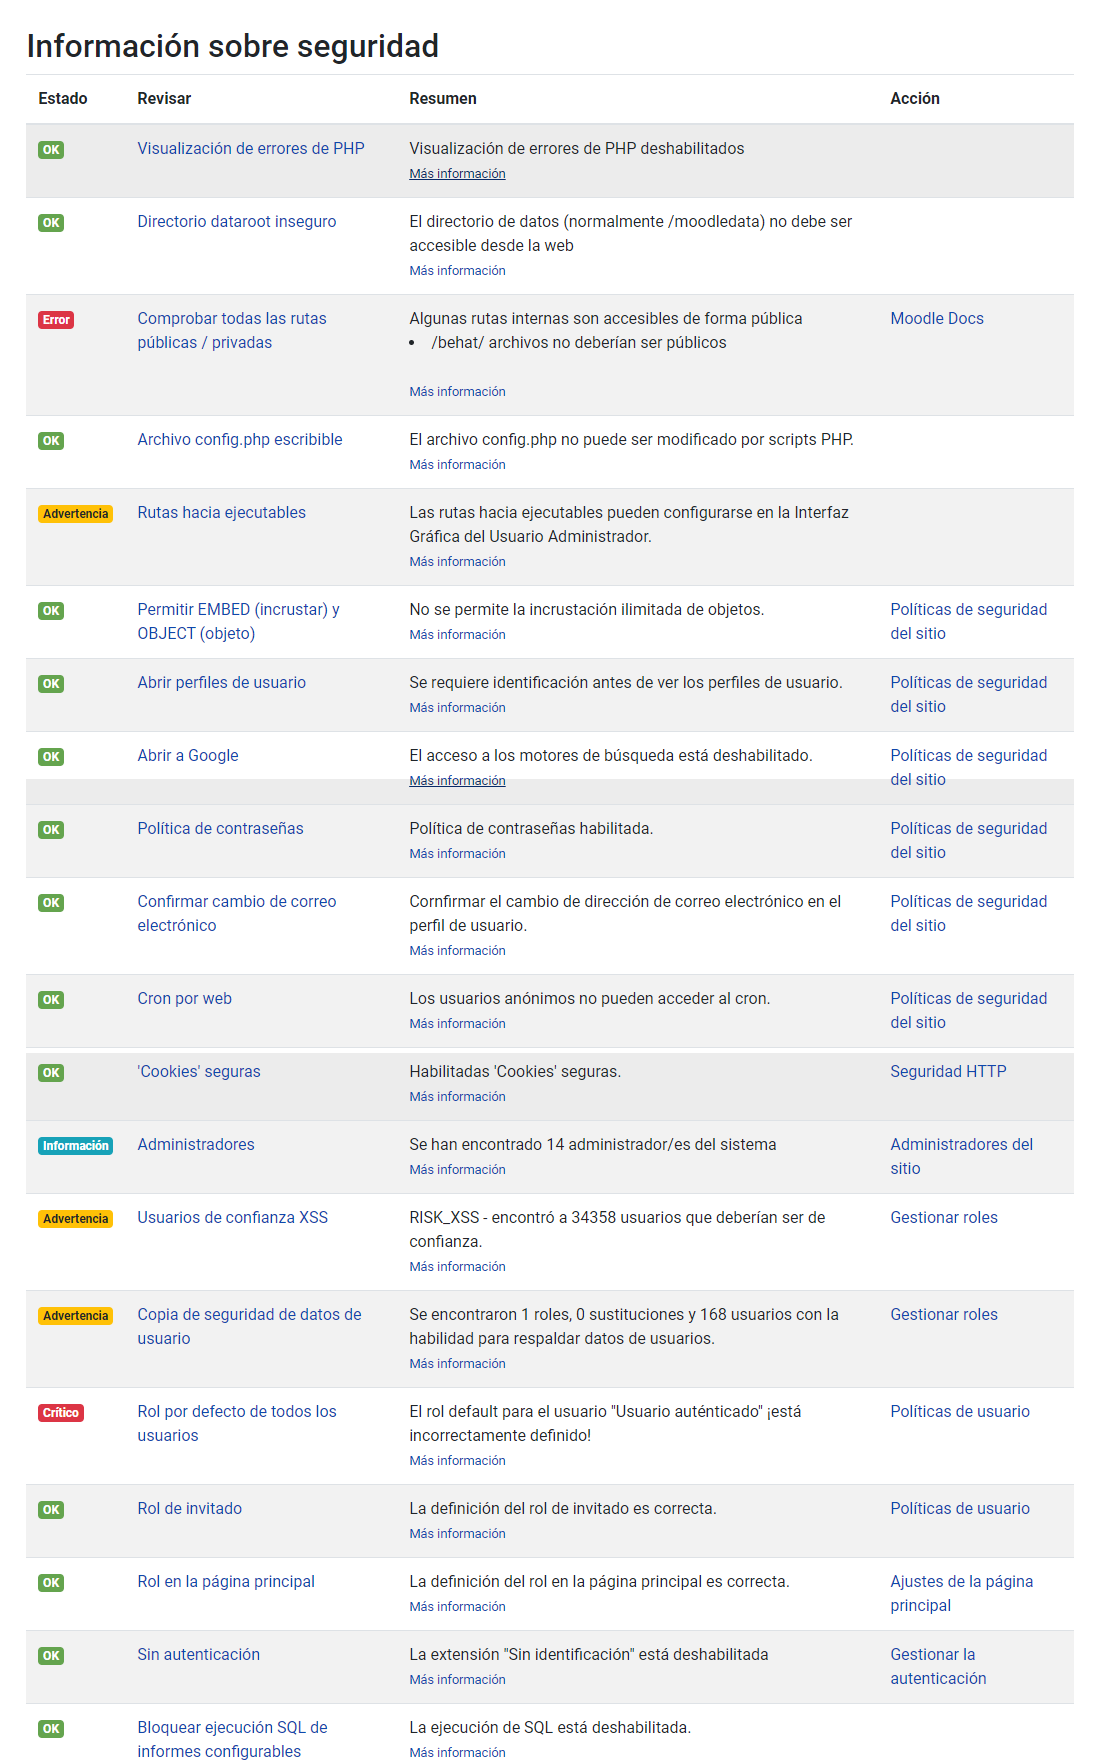 Información sobre seguridad
Estado Revisar Resumen Acción
OK Visualización de errores de PHP Visualización de errores de PHP deshabilitados
Más información
OK Directorio dataroot inseguro El directorio de datos (normalmente /moodledata) no debe ser
accesible desde la web
Más información
Error Comprobar todas las rutas Algunas rutas internas son accesibles de forma pública Moodle Docs
públicas / privadas • /behat/ archivos no deberían ser públicos
Más información
OK Archivo config.php escribible El archivo config.php no puede ser modificado por scripts PHP.
Más información
Advertencia Rutas hacia ejecutables Las rutas hacia ejecutables pueden configurarse en la Interfaz
Gráfica del Usuario Administrador.
Más información
OK Permitir EMBED (incrustar) y No se permite la incrustación ilimitada de objetos. Políticas de seguridad
OBJECT (objeto) Más información del sitio
OK Abrir perfiles de usuario Se requiere identificación antes de ver los perfiles de usuario. Políticas de seguridad
Más información del sitio
OK Abrir a Google El acceso a los motores de búsqueda está deshabilitado. Políticas de seguridad
Más información del sitio
OK Política de contraseñas Política de contraseñas habilitada. Políticas de seguridad
Más información del sitio
OK Confirmar cambio de correo Cornfirmar el cambio de dirección de correo electrónico en el Políticas de seguridad
electrónico perfil de usuario. del sitio
Más información
OK Cron por web Los usuarios anónimos no pueden acceder al cron. Políticas de seguridad
Más información del sitio
OK 'Cookies' seguras Habilitadas 'Cookies' seguras. Seguridad HTTP
Más información
Información Administradores Se han encontrado 14 administrador/es del sistema Administradores del
Más información sitio
Advertencia Usuarios de confianza XSS RISK_XSS - encontró a 34358 usuarios que deberían ser de Gestionar roles
confianza.
Más información
Advertencia Copia de seguridad de datos de Se encontraron 1 roles, 0 sustituciones y 168 usuarios con la Gestionar roles
usuario habilidad para respaldar datos de usuarios.
Más información
Crítico Rol por defecto de todos los El rol default para el usuario "Usuario auténticado" ¡está Políticas de usuario
usuarios incorrectamente definido!
Más información
OK Rol de invitado La definición del rol de invitado es correcta. Políticas de usuario
Más información
OK Rol en la página principal La definición del rol en la página principal es correcta. Ajustes de la página
Más información principal
OK Sin autenticación La extensión "Sin identificación" está deshabilitada Gestionar la
Más información autenticación
OK Bloquear ejecución SQL de La ejecución de SQL está deshabilitada.
informes configurables Más información